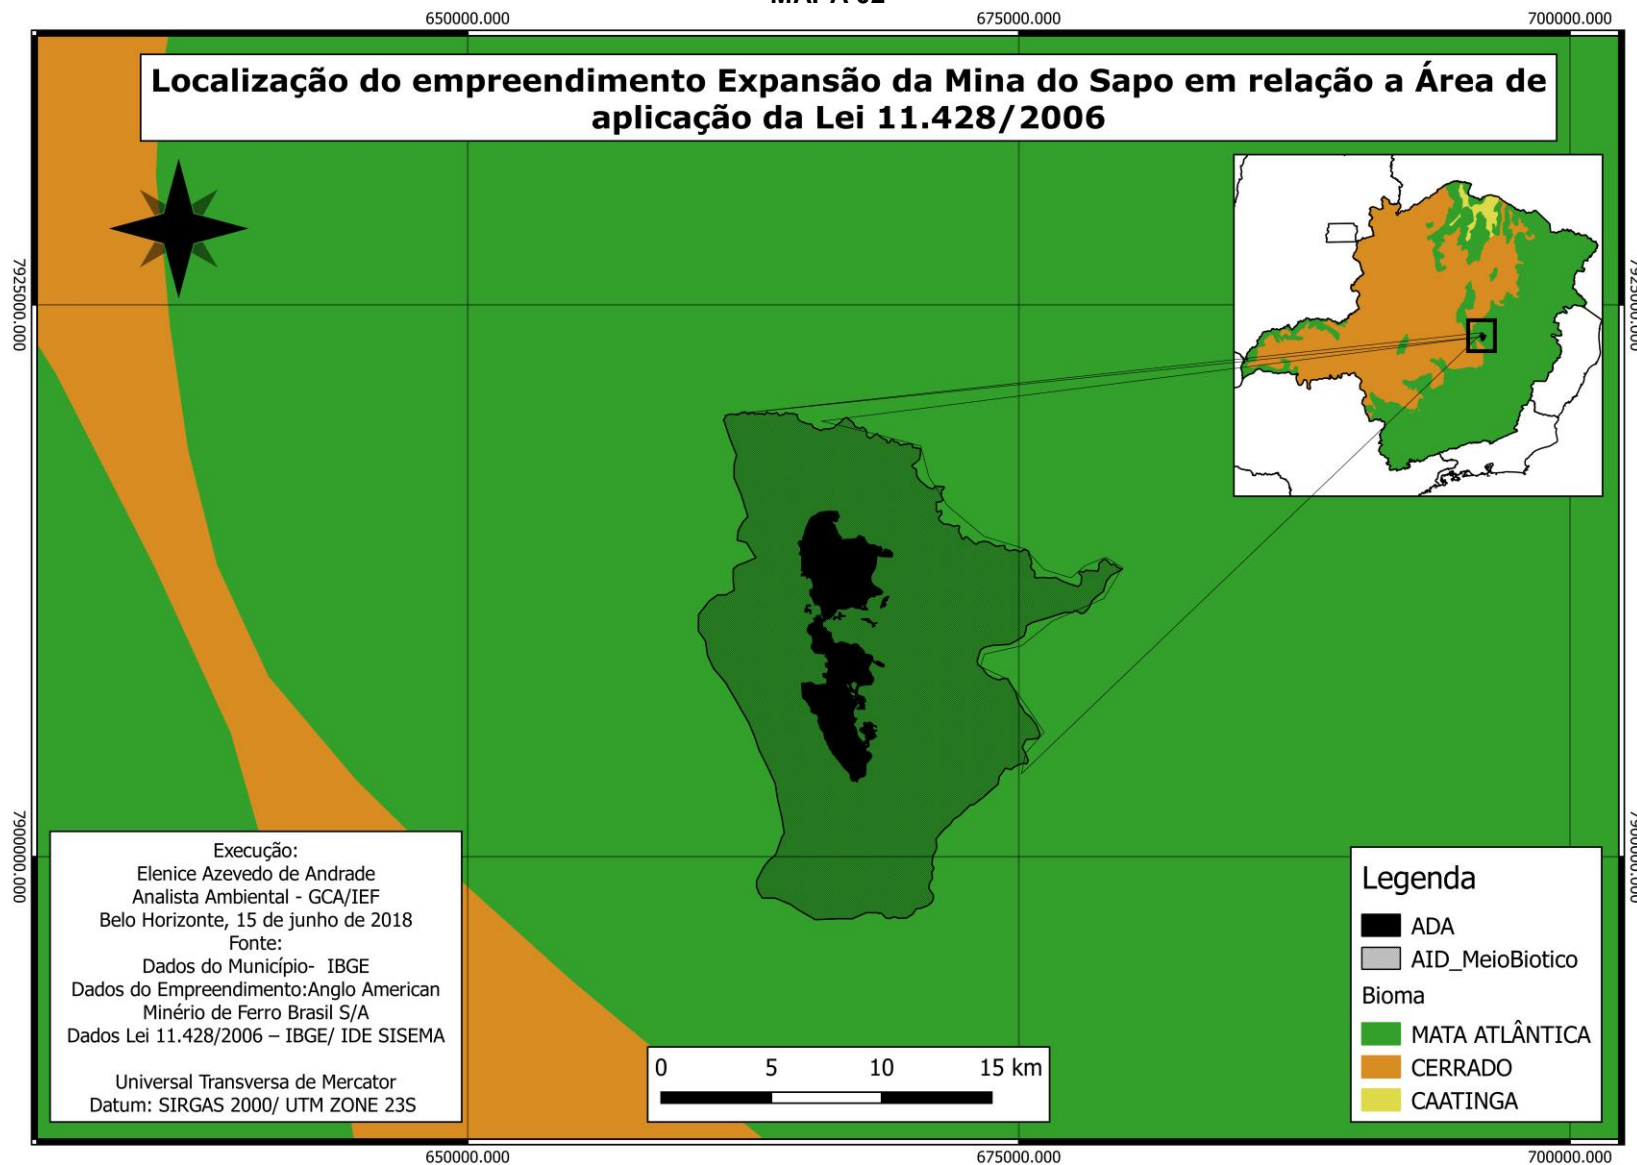 650000.000
675000.000
700000.000
Localização do empreendimento Expansão da Mina do Sapo em relação a Área de
aplicação da Lei 11.428/2006
7925000.000
7900000.000
Execução:
Elenice Azevedo de Andrade
Analista Ambiental - GCA/IEF
Belo Horizonte, 15 de junho de 2018
Fonte:
Dados do Município- IBGE
Dados do Empreendimento:Anglo American
Minério de Ferro Brasil S/A
Dados Lei 11.428/2006 – IBGE/ IDE SISEMA
Universal Transversa de Mercator
Datum: SIRGAS 2000/ UTM ZONE 23S
0 5 10 15 km
Legenda
ADA
AID_MeioBiotico
Bioma
MATA ATLÂNTICA
CERRADO
CAATINGA
650000.000
675000.000
700000.000